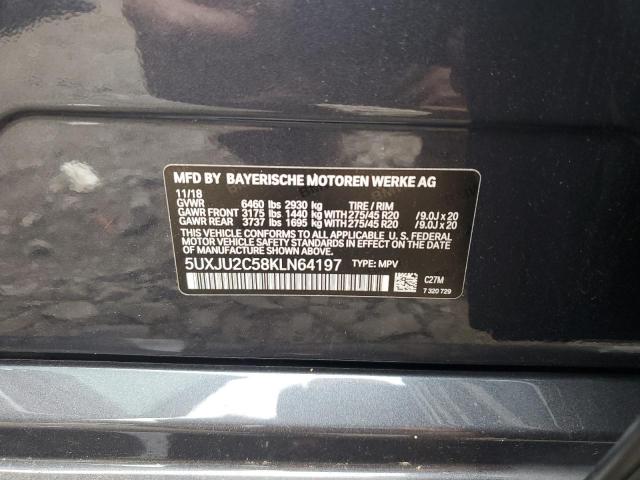 MFD BY BAYERISCHE MOTOREN WERKE AG
11/18
GVWR 6460 lbs 2930 kg TIRE / RIM
GAWR FRONT 3175 lbs 1440 kg WITH 275/45 R20 /9.0J x 20
GAWR REAR 3737 lbs 1695 kg WITH 275/45 R20 /9.0J x 20
THIS VEHICLE CONFORMS TO ALL APPLICABLE
U.S. FEDERAL MOTOR VEHICLE SAFETY
STANDARDS IN EFFECT ON THE DATE OF
MANUFACTURE SHOWN ABOVE.
5UXJU2C58KLN64197 TYPE: MPV
C27M
7 320 729